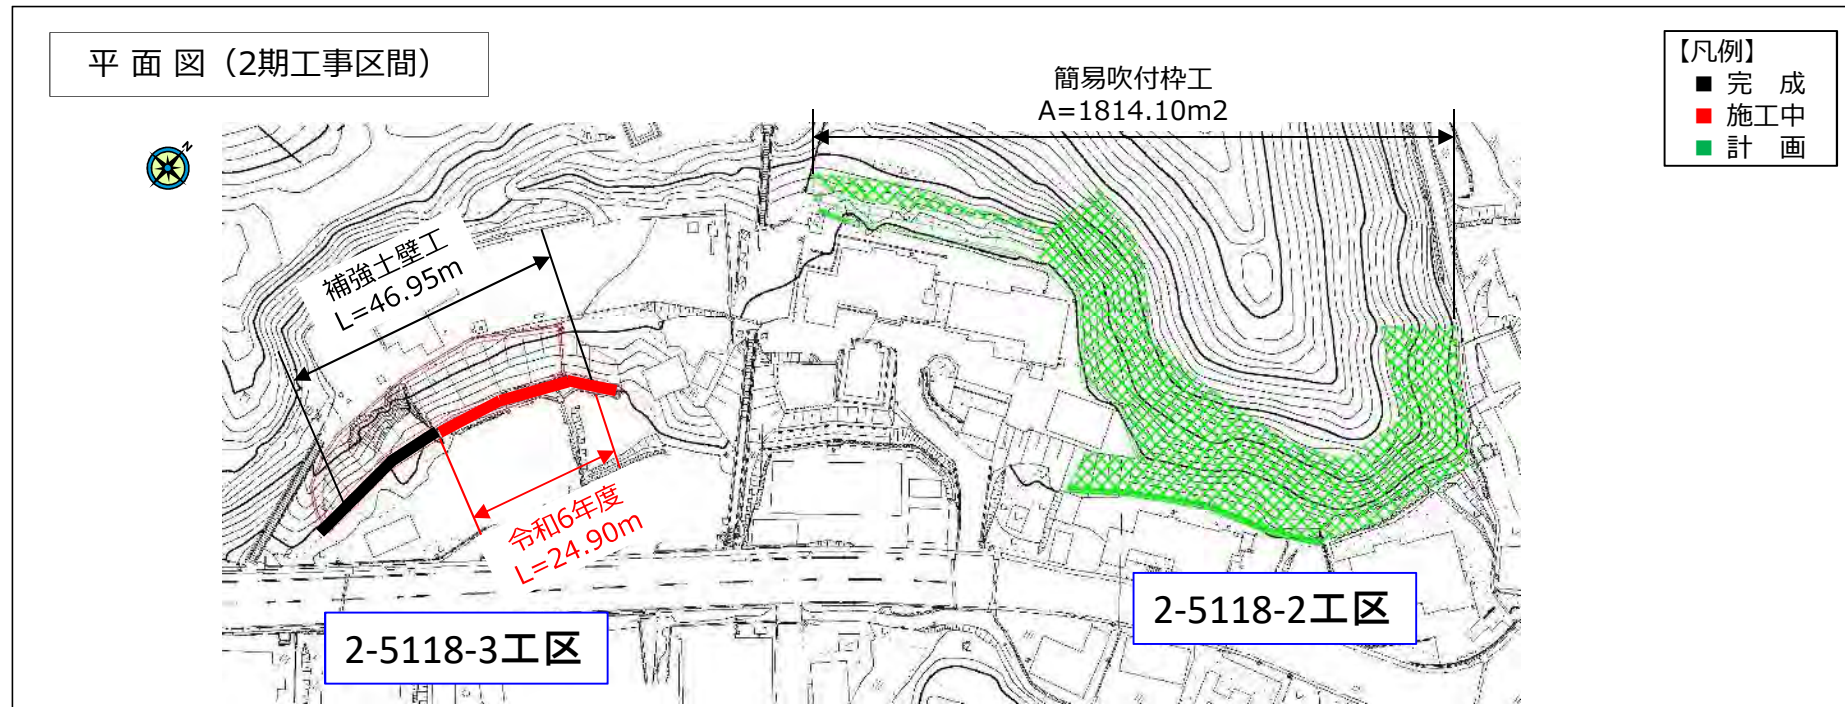 平 面 図（2期工事区間）
簡易吹付枠工
A=1814.10m2
【凡例】
■ 完　成
■ 施工中
■ 計　画
N
補強土壁工
L=46.95m
令和6年度
L=24.90m
2-5118-3工区
2-5118-2工区